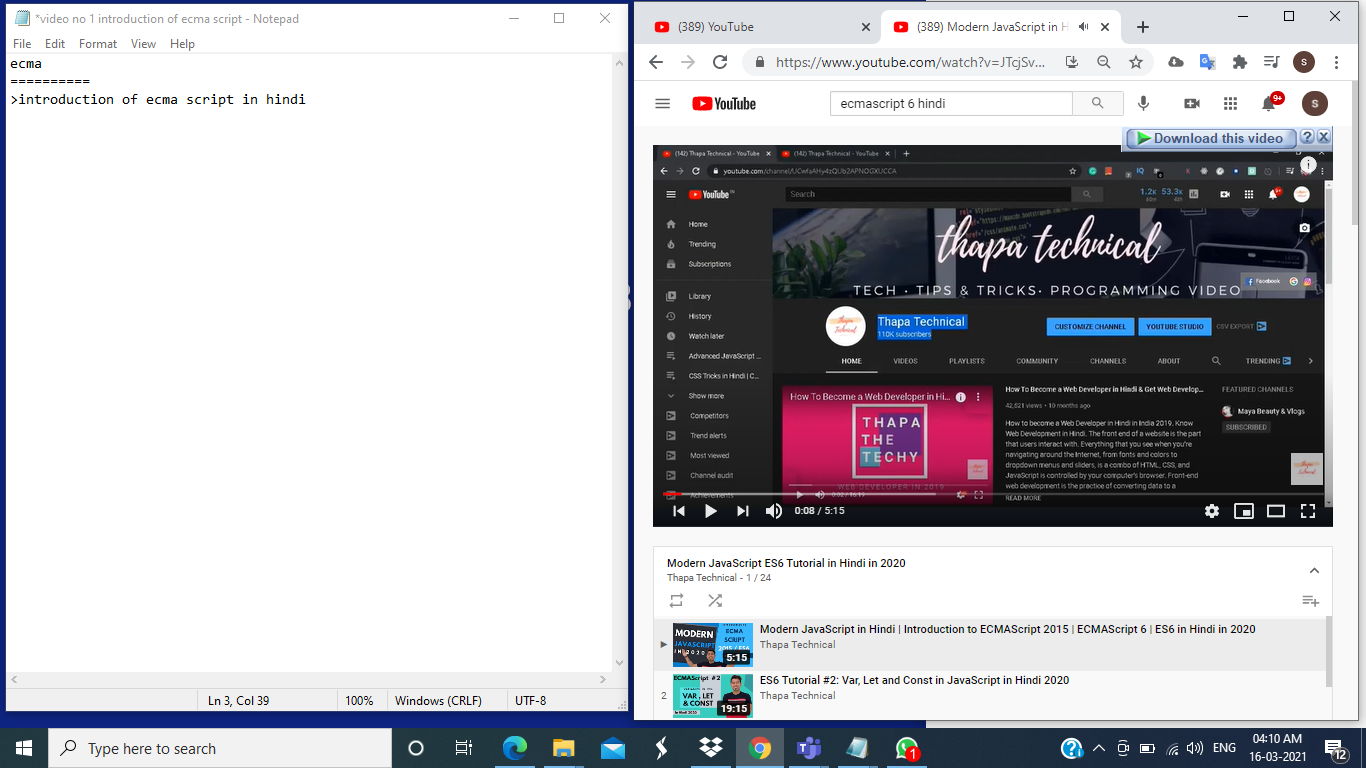 *video no 1 introduction of ecma script - Notepad
File Edit Format View Help
ecma
==========
>introduction of ecma script in hindi
Ln 3, Col 39 100% Windows (CRLF) UTF-8
(389) YouTube
(389) Modern JavaScript in H
https://www.youtube.com/watch?v=JTcjSv...
S
YouTube
ecmascript 6 hindi
9+
S
Download this video
(142) Thapa Technical - YouTube
(142) Thapa Technical - YouTube
youtube.com/channel/UCwfaAHy4zQUb2APNOGXUCCA
YouTube IN
Search
1.2x 53.3x
60m 48h
Home
Trending
Subscriptions
Library
History
Watch later
Advanced JavaScript ...
CSS Tricks in Hindi | C...
Show more
Competitors
Trend alerts
Most viewed
Channel audit
Achievements
thapa technical
TECH • TIPS & TRICKS• PROGRAMMING VIDEO
Facebook
Thapa Technical
Thapa Technical
110K subscribers
CUSTOMIZE CHANNEL YOUTUBE STUDIO CSV EXPORT
HOME VIDEOS PLAYLISTS COMMUNITY CHANNELS ABOUT TRENDING
How To Become a Web Developer in Hi...
THAPA
THE
TECHY
WEB DEVELOPER IN 2019
0:02 / 16:19
How To Become a Web Developer in Hindi & Get Web Develop...
42,621 views • 10 months ago
How to become a Web Developer in Hindi in India 2019. Know
Web Development in Hindi. The front end of a website is the part
that users interact with. Everything that you see when you're
navigating around the Internet, from fonts and colors to
dropdown menus and sliders, is a combo of HTML, CSS, and
JavaScript is controlled by your computer's browser. Front-end
web development is the practice of converting data to a
READ MORE
FEATURED CHANNELS
Maya Beauty & Vlogs
SUBSCRIBED
0:08 / 5:15
Modern JavaScript ES6 Tutorial in Hindi in 2020
Thapa Technical - 1 / 24
MODERN
JAVASCRIPT
IN 2020
ECMA
SCRIPT
2015 / ES6
5:15
Modern JavaScript in Hindi | Introduction to ECMAScript 2015 | ECMAScript 6 | ES6 in Hindi in 2020
Thapa Technical
2
ECMAScript #2
VAR, LET
& CONST
In Hindi 2020
19:15
ES6 Tutorial #2: Var, Let and Const in JavaScript in Hindi 2020
Thapa Technical
Type here to search
1
ENG
04:10 AM
16-03-2021
12